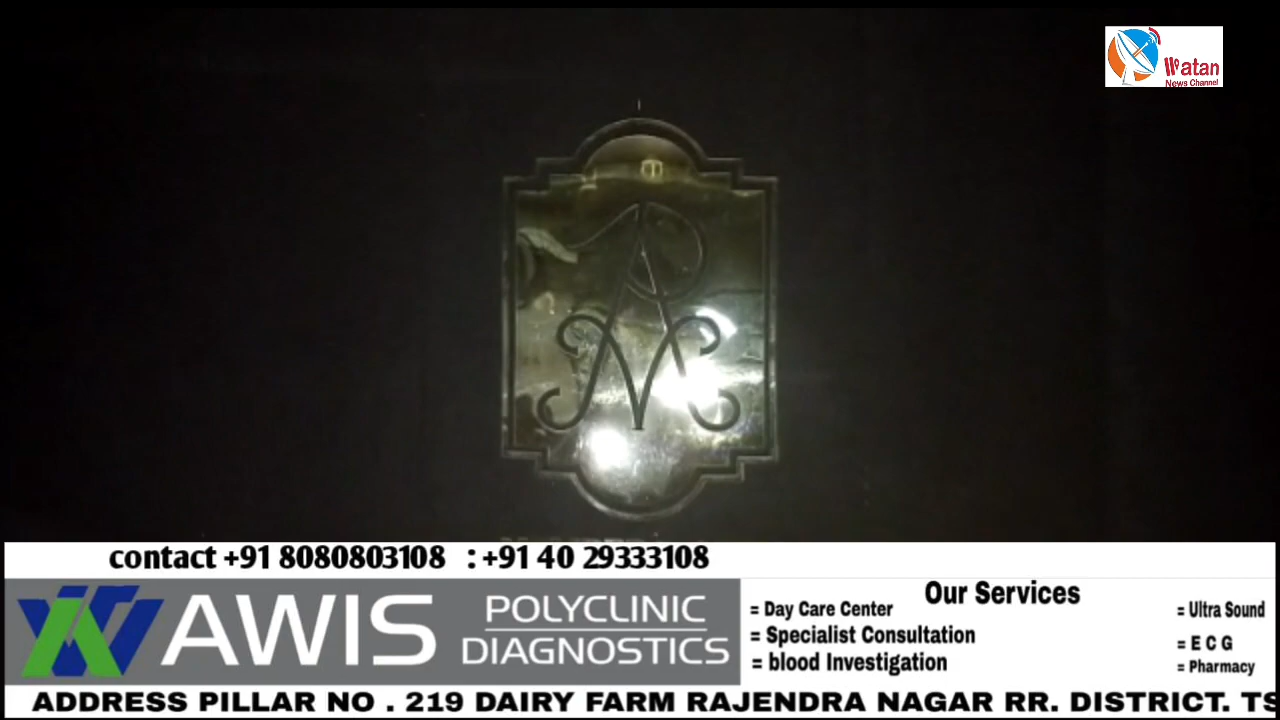 Watan
News Channel
contact +91 8080803108 : +91 40 29333108
AWIS
POLYCLINIC
DIAGNOSTICS
Our Services
= Day Care Center
= Specialist Consultation
= blood Investigation
= Ultra Sound
= E C G
= Pharmacy
ADDRESS PILLAR NO . 219 DAIRY FARM RAJENDRA NAGAR RR. DISTRICT. TS